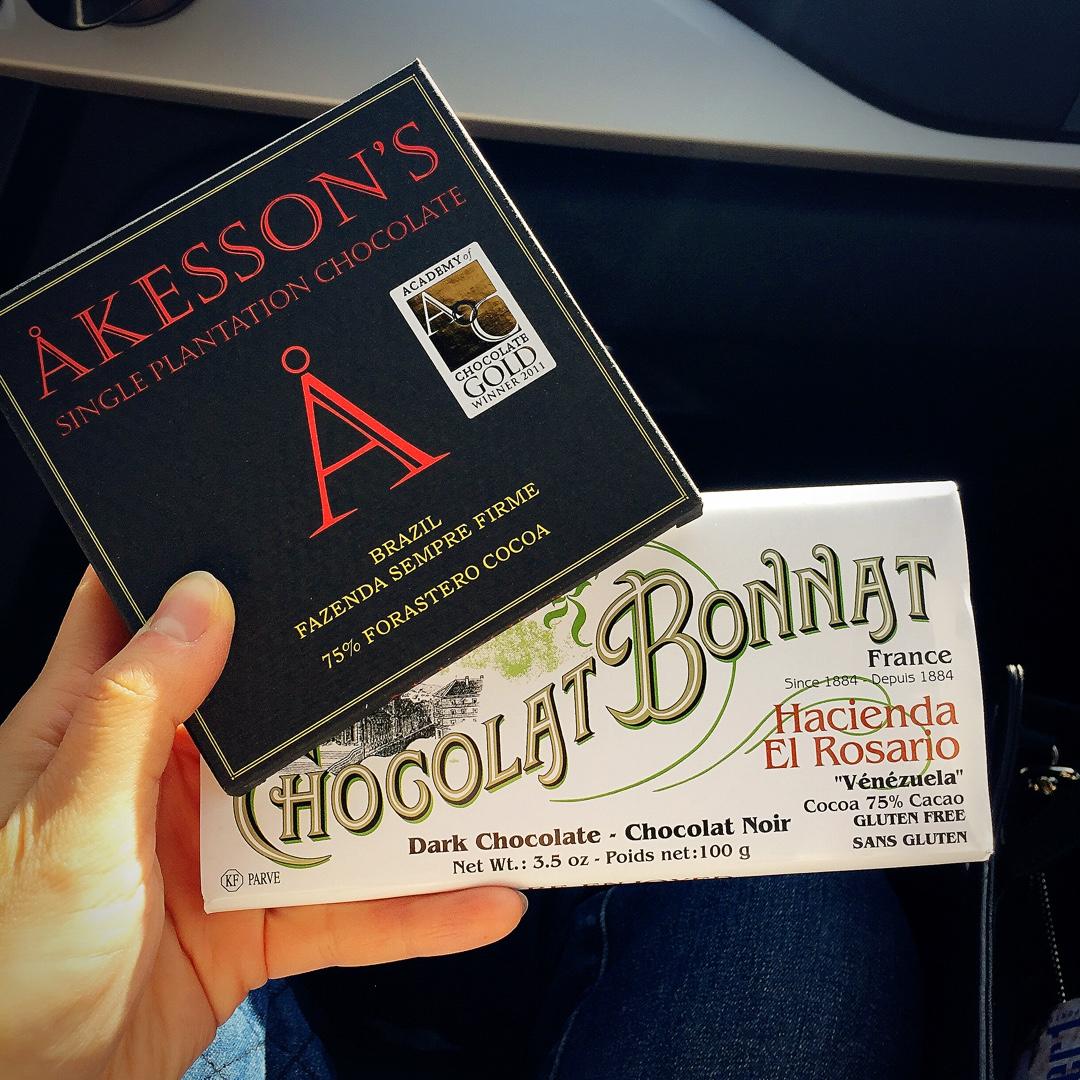 ÅKESSON'S
SINGLE PLANTATION CHOCOLATE
ACADEMY of
AoC
CHOCOLATE
GOLD
WINNER 2011
Å
BRAZIL
FAZENDA SEMPRE FIRME
75% FORASTERO COCOA
CHOCOLAT BONNAT
France
Since 1884 - Depuis 1884
Hacienda
El Rosario
"Vénézuela"
Cocoa 75% Cacao
GLUTEN FREE
SANS GLUTEN
Dark Chocolate - Chocolat Noir
Net Wt.: 3.5 oz - Poids net:100 g
KF PARVE